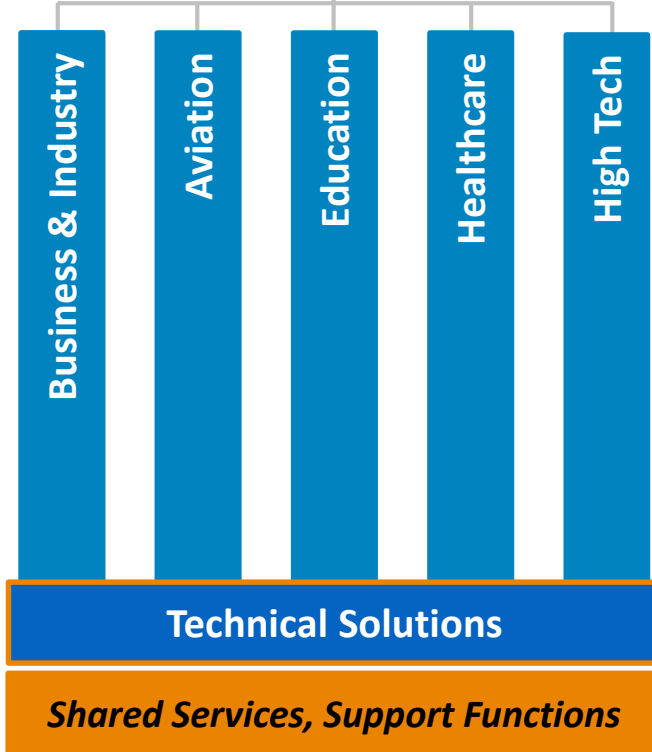 Business & Industry
Aviation
Education
Healthcare
High Tech
Technical Solutions
Shared Services, Support Functions